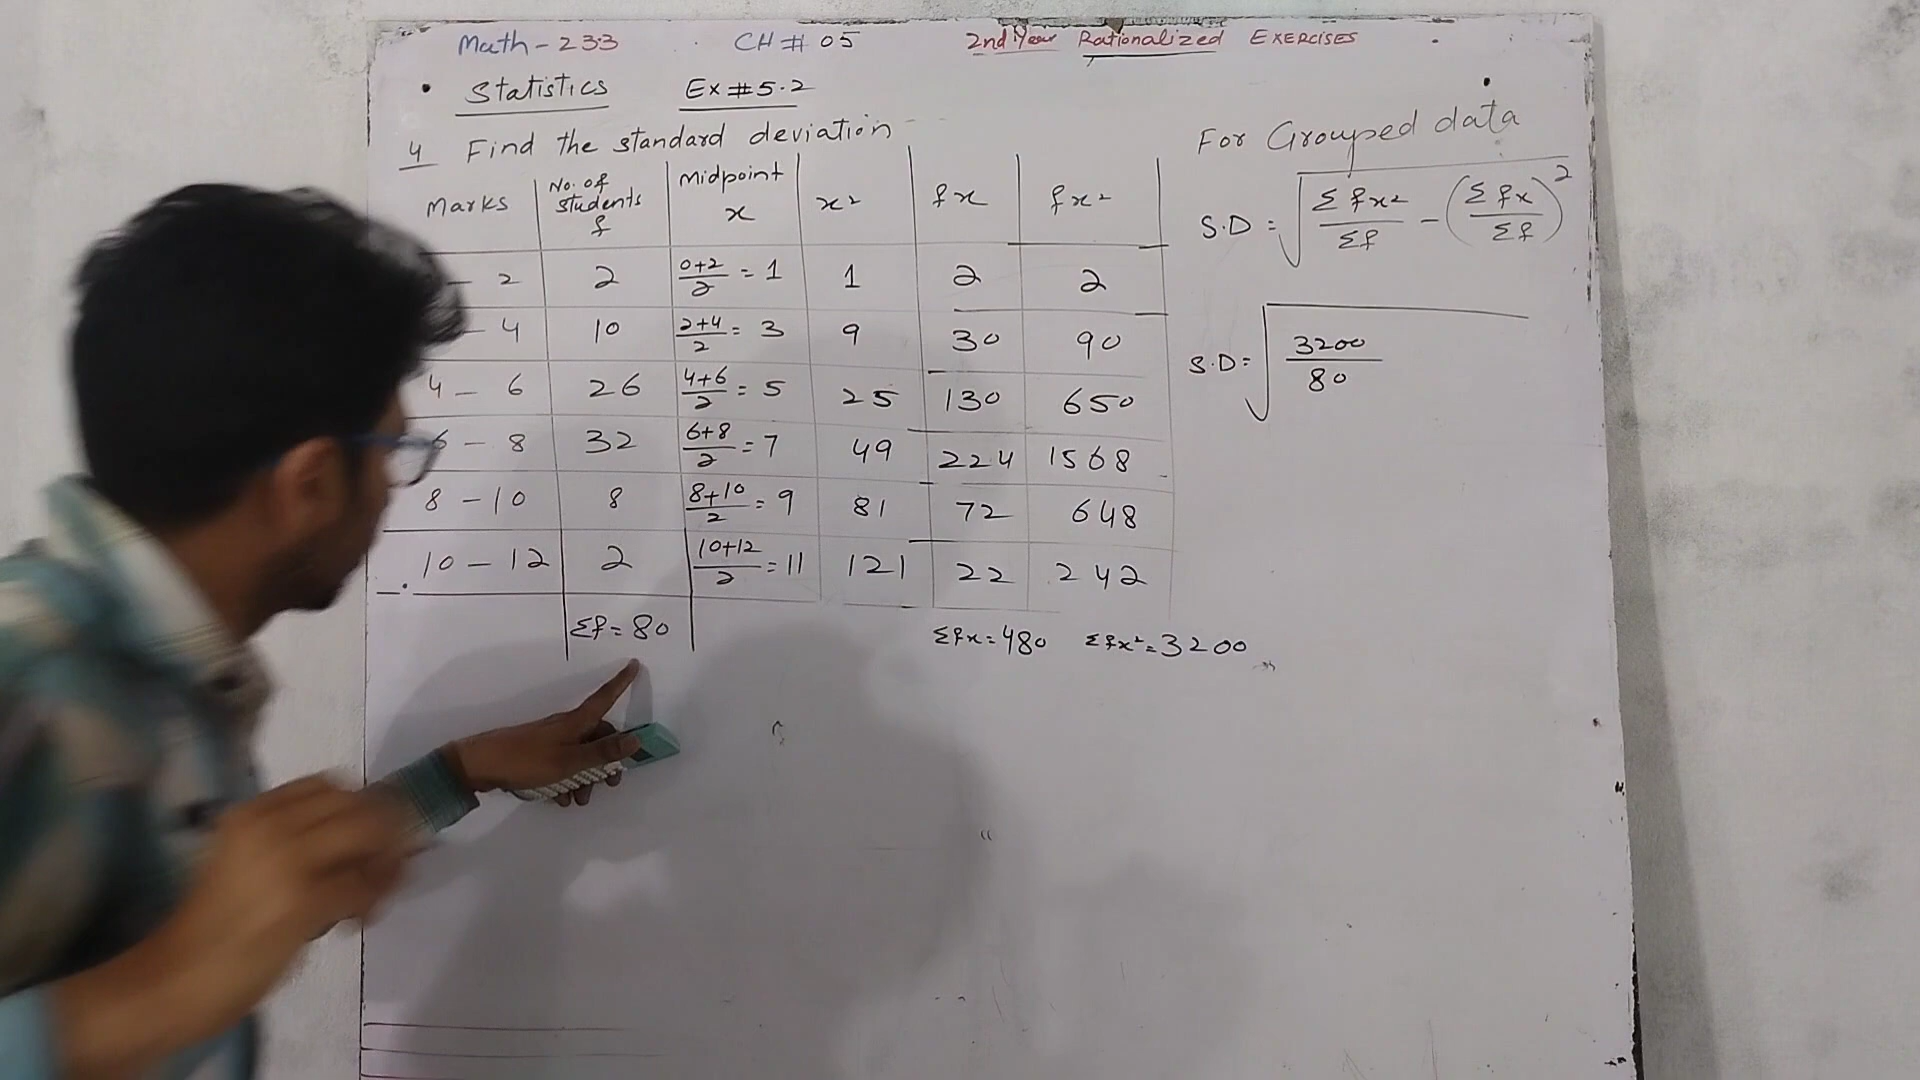 Math-233 CH # 05 2nd Year Rationalized EXERCISES
• Statistics Ex # 5.2
4 Find the standard deviation
Marks No. of students f Midpoint x x² fx fx²
- 2 2 (0+2)/2 = 1 1 2 2
- 4 10 (2+4)/2 = 3 9 30 90
4 - 6 26 (4+6)/2 = 5 25 130 650
6 - 8 32 (6+8)/2 = 7 49 224 1568
8 - 10 8 (8+10)/2 = 9 81 72 648
10 - 12 2 (10+12)/2 = 11 121 22 242
Σf = 80 Σfx = 480 Σfx² = 3200
For Grouped data
S.D = √(Σfx²/Σf - (Σfx/Σf)²)
S.D = √(3200/80